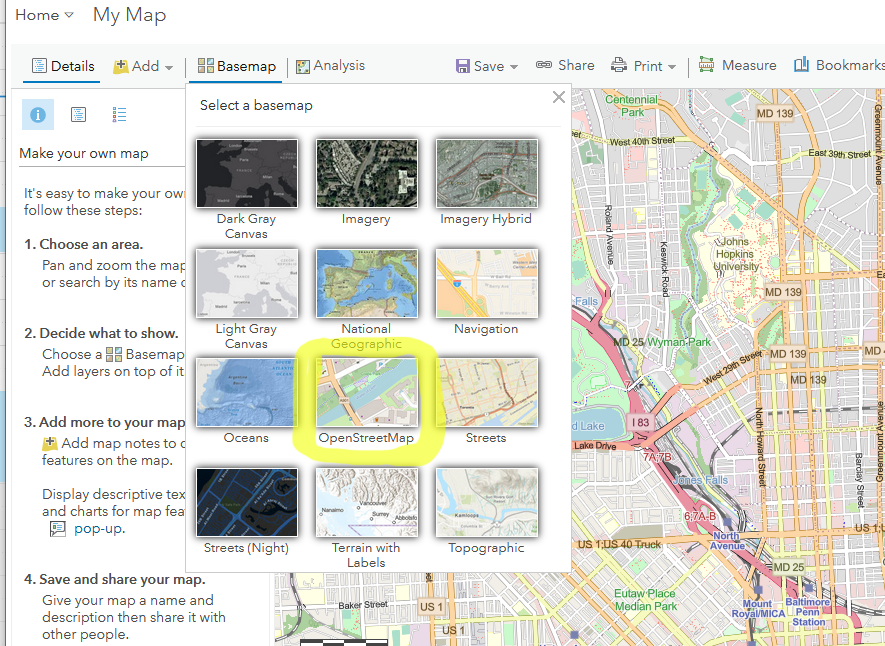 Home My Map
Details Add Basemap Analysis Save Share Print Measure Bookmarks
Select a basemap
Make your own map
It's easy to make your own
follow these steps:
1. Choose an area.
Pan and zoom the map
or search by its name o
2. Decide what to show.
Choose a Basemap
Add layers on top of it
3. Add more to your map
Add map notes to d
features on the map.
Display descriptive tex
and charts for map fea
pop-up.
4. Save and share your map.
Give your map a name and
description then share it with
other people.
Dark Gray
Canvas
Imagery
Imagery Hybrid
Light Gray
Canvas
National
Geographic
Navigation
Oceans
OpenStreetMap
Streets
Streets (Night)
Terrain with
Labels
Topographic
Vancouver
Nanaimo
Surrey
Abbotsfo
Kamloops
Centennial
Park
MD 139
West 40th Street
East 39th Street
Greenmount Avenue
Roland Avenue
Keswick Road
Johns
Hopkins
University
MD 139
Falls
MD 25
Wyman Park
MD 139
MD 139
West 29th Street
I 83
d Lake
Lake Drive
7A;7B
North Howard Street
Barclay Street
Greenmount Avenue
Jones Falls
6;7A-B
North
Avenue
US 1;US 40 Truck
US 1;
MD 25
Eutaw Place
Median Park
Mount
Royal/MICA
Baltimore
Penn
Station
Baker Street
US 1
US 1